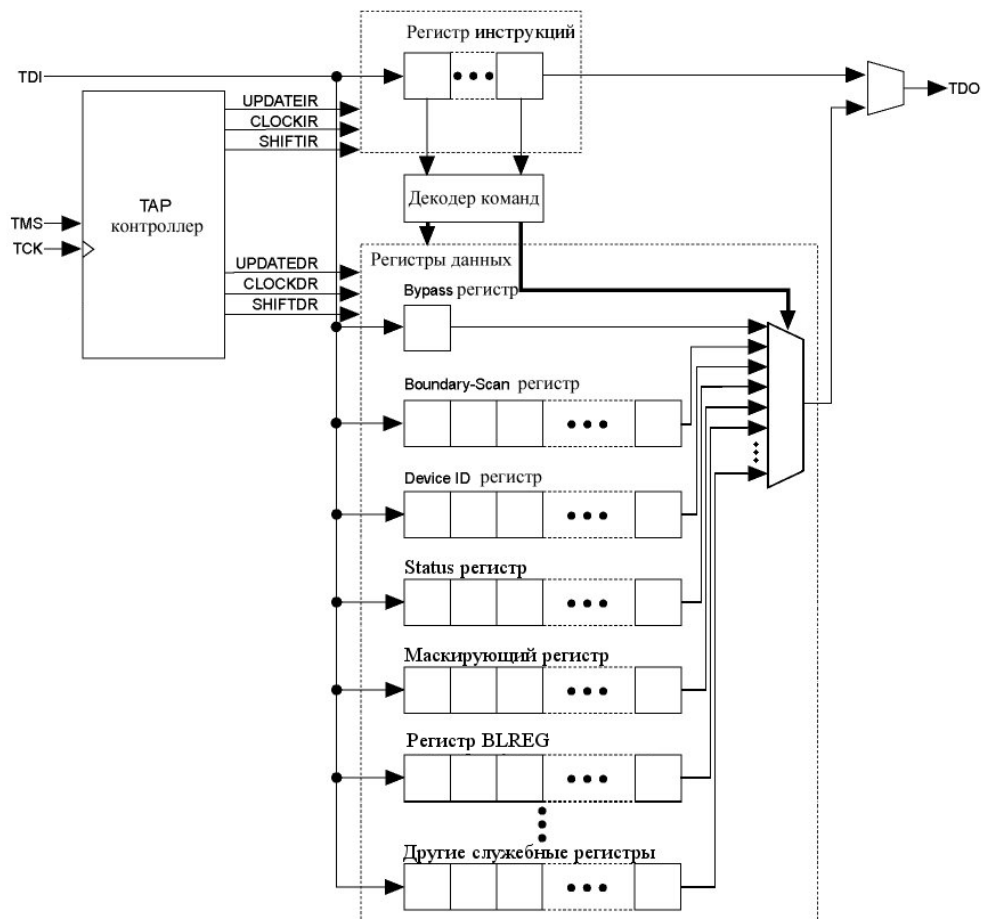 Регистр инструкций
TDI
TDO
UPDATEIR
CLOCKIR
SHIFTIR
TAP
контроллер
TMS
TCK
Декодер команд
UPDATEDR
CLOCKDR
SHIFTDR
Регистры данных
Bypass регистр
Boundary-Scan регистр
Device ID регистр
Status регистр
Маскирующий регистр
Регистр BLREG
Другие служебные регистры